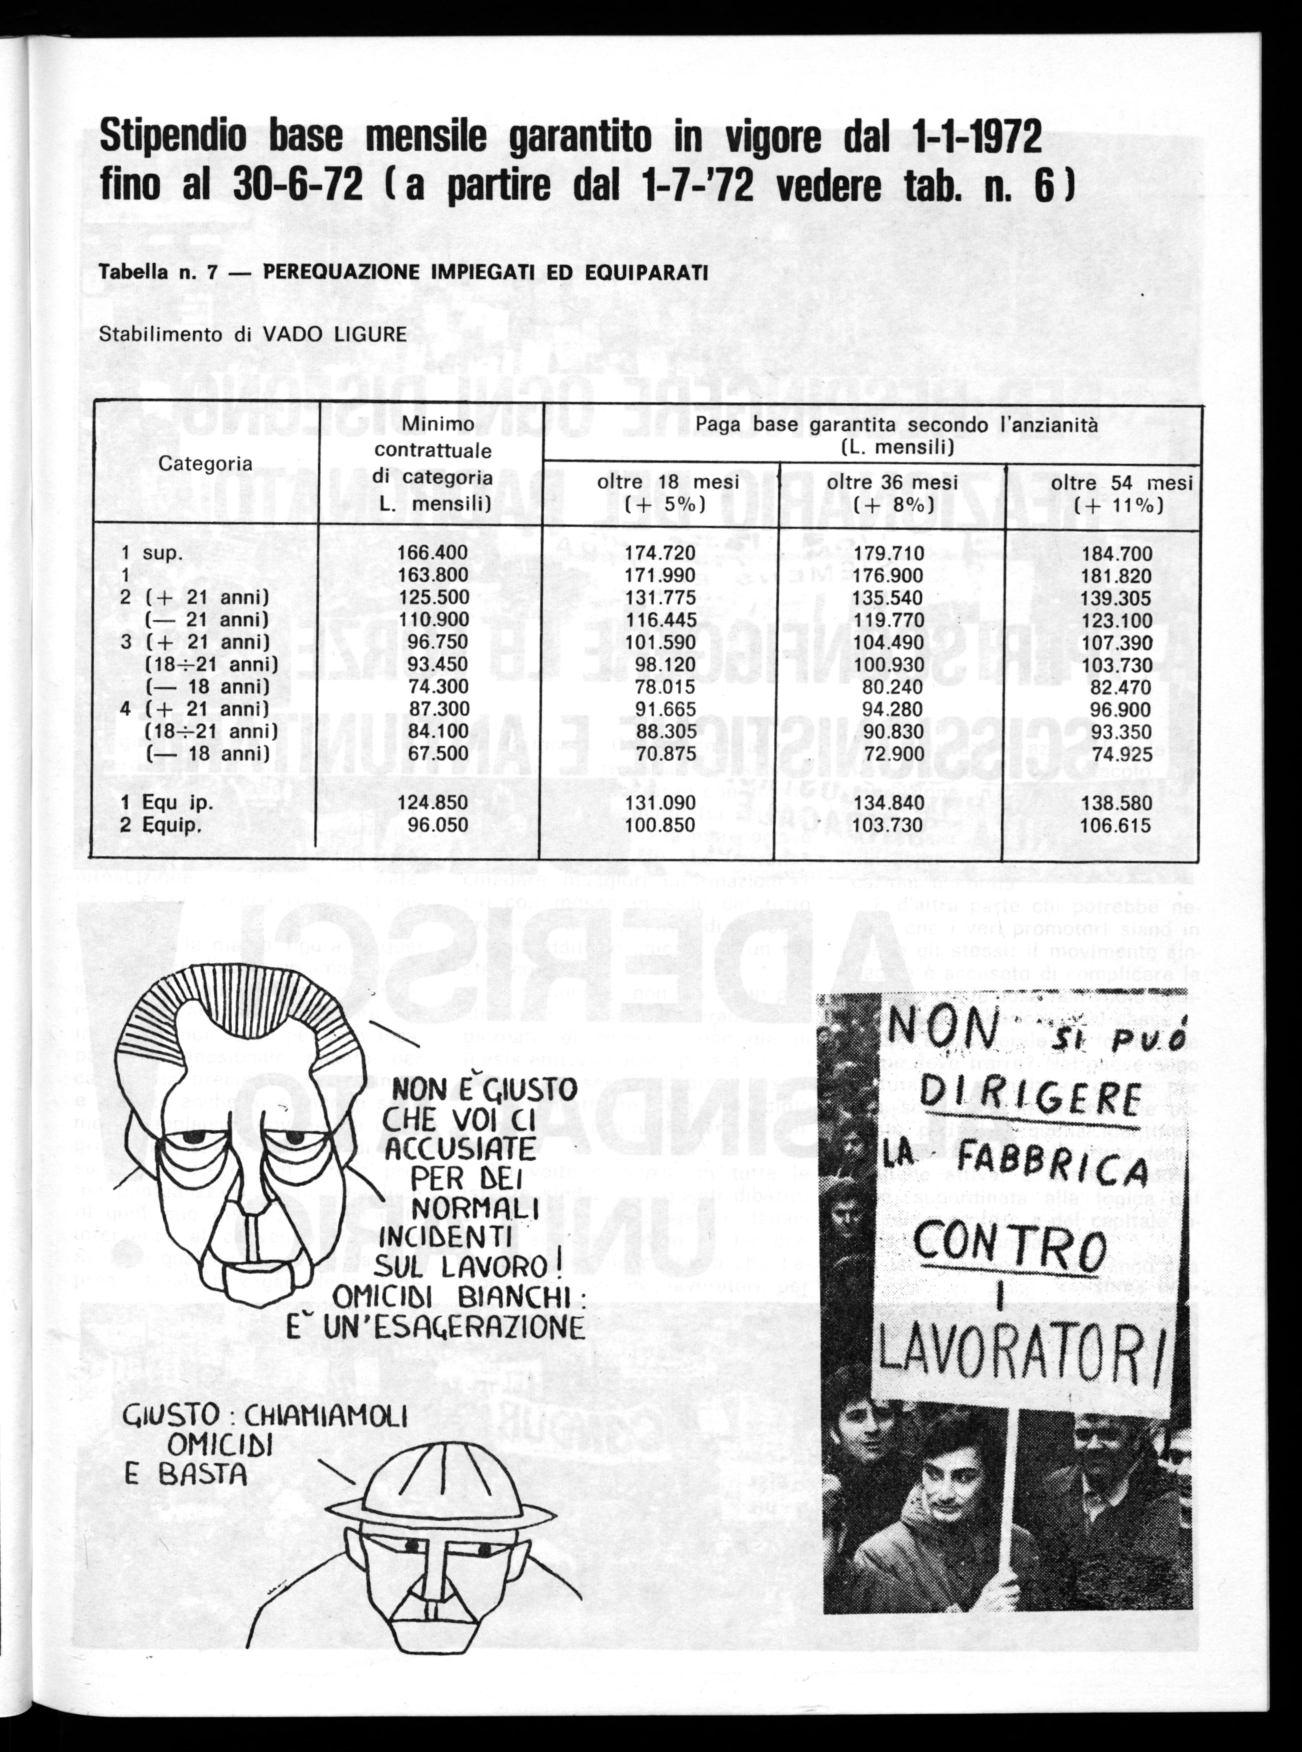 Stipendio base mensile garantito in vigore dal 1-1-1972
fino al 30-6-72 (a partire dal 1-7-'72 vedere tab. n. 6)
Tabella n. 7 — PEREQUAZIONE IMPIEGATI ED EQUIPARATI
Stabilimento di VADO LIGURE
Categoria
Minimo
contrattuale
di categoria
L. mensili)
Paga base garantita secondo l'anzianità
(L. mensili)
oltre 18 mesi
(+ 5%)
oltre 36 mesi
(+ 8%)
oltre 54 mesi
(+ 11%)
1 sup. 166.400 174.720 179.710 184.700
1 163.800 171.990 176.900 181.820
2 (+ 21 anni) 125.500 131.775 135.540 139.305
(— 21 anni) 110.900 116.445 119.770 123.100
3 (+ 21 anni) 96.750 101.590 104.490 107.390
(18÷21 anni) 93.450 98.120 100.930 103.730
(— 18 anni) 74.300 78.015 80.240 82.470
4 (+ 21 anni) 87.300 91.665 94.280 96.900
(18÷21 anni) 84.100 88.305 90.830 93.350
(— 18 anni) 67.500 70.875 72.900 74.925
1 Equ ip. 124.850 131.090 134.840 138.580
2 Equip. 96.050 100.850 103.730 106.615
NON È GIUSTO
CHE VOI CI
ACCUSIATE
PER DEI
NORMALI
INCIDENTI
SUL LAVORO!
OMICIDI BIANCHI:
È UN'ESAGERAZIONE
GIUSTO: CHIAMIAMOLI
OMICIDI
E BASTA
NON SI PUÒ
DIRIGERE
LA FABBRICA
CONTRO
I
LAVORATORI